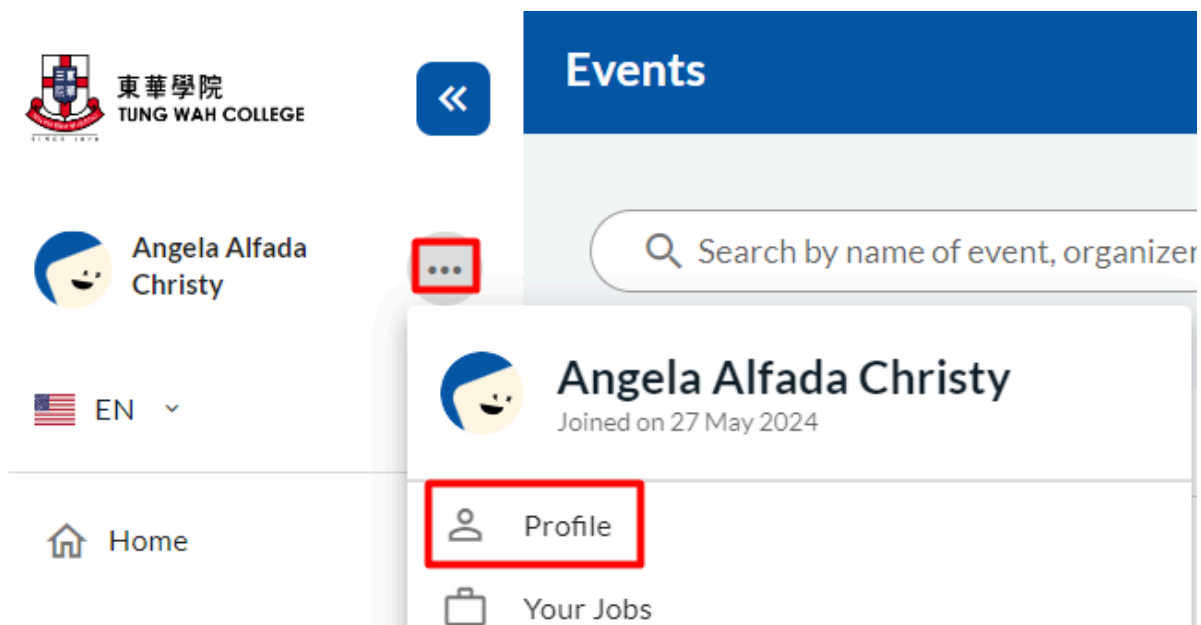 東華學院
TUNG WAH COLLEGE
Events
Angela Alfada
Christy
Search by name of event, organizer
Angela Alfada Christy
Joined on 27 May 2024
EN
Profile
Home
Your Jobs